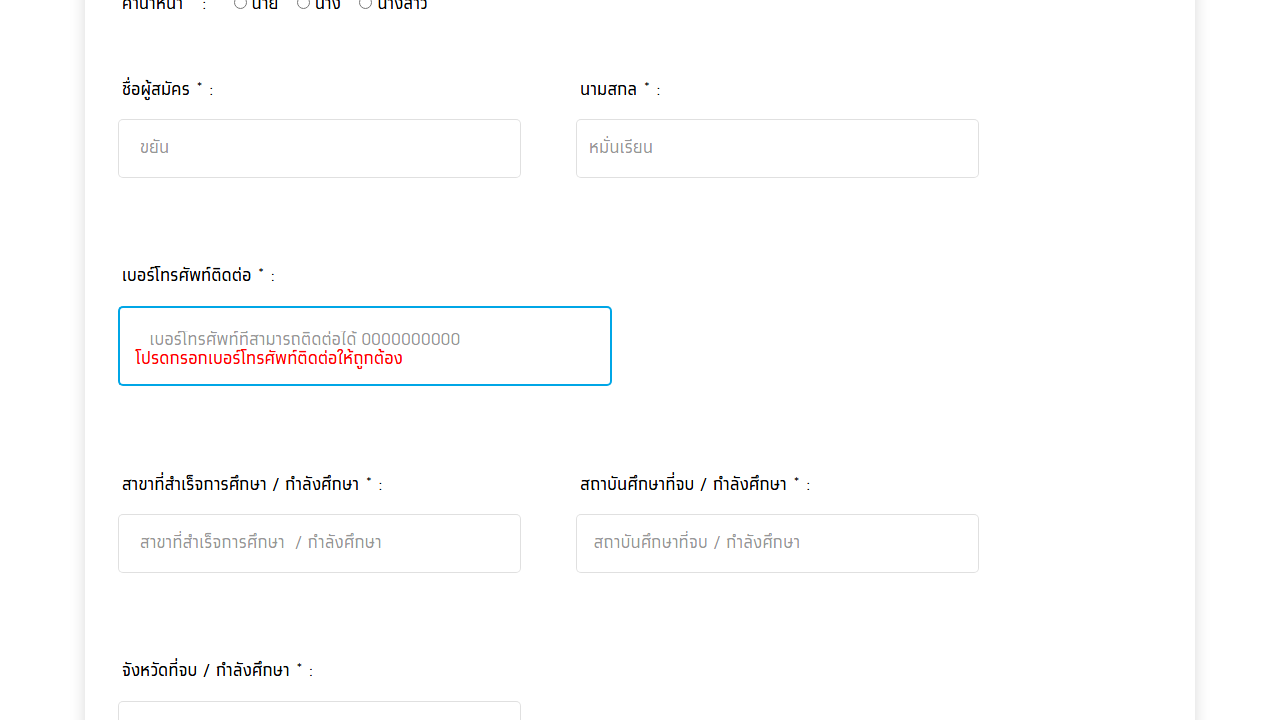 คำนำหน้า : นาย นาง นางสาว
ชื่อผู้สมัคร * : นามสกล * :
ขยัน หมั่นเรียน
เบอร์โทรศัพท์ติดต่อ * :
เบอร์โทรศัพท์ที่สามารถติดต่อได้ 0000000000
โปรดกรอกเบอร์โทรศัพท์ติดต่อให้ถูกต้อง
สาขาที่สำเร็จการศึกษา / กำลังศึกษา * : สถาบันศึกษาที่จบ / กำลังศึกษา * :
สาขาที่สำเร็จการศึกษา / กำลังศึกษา สถาบันศึกษาที่จบ / กำลังศึกษา
จังหวัดที่จบ / กำลังศึกษา * :